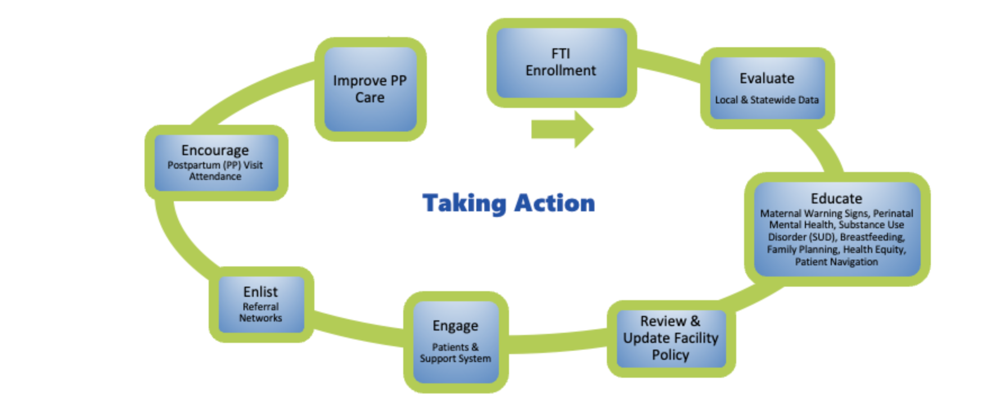 FTI
Enrollment
Evaluate
Local & Statewide Data
Educate
Maternal Warning Signs, Perinatal
Mental Health, Substance Use
Disorder (SUD), Breastfeeding,
Family Planning, Health Equity,
Patient Navigation
Review &
Update Facility
Policy
Engage
Patients &
Support System
Enlist
Referral
Networks
Encourage
Postpartum (PP) Visit
Attendance
Improve PP
Care
Taking Action